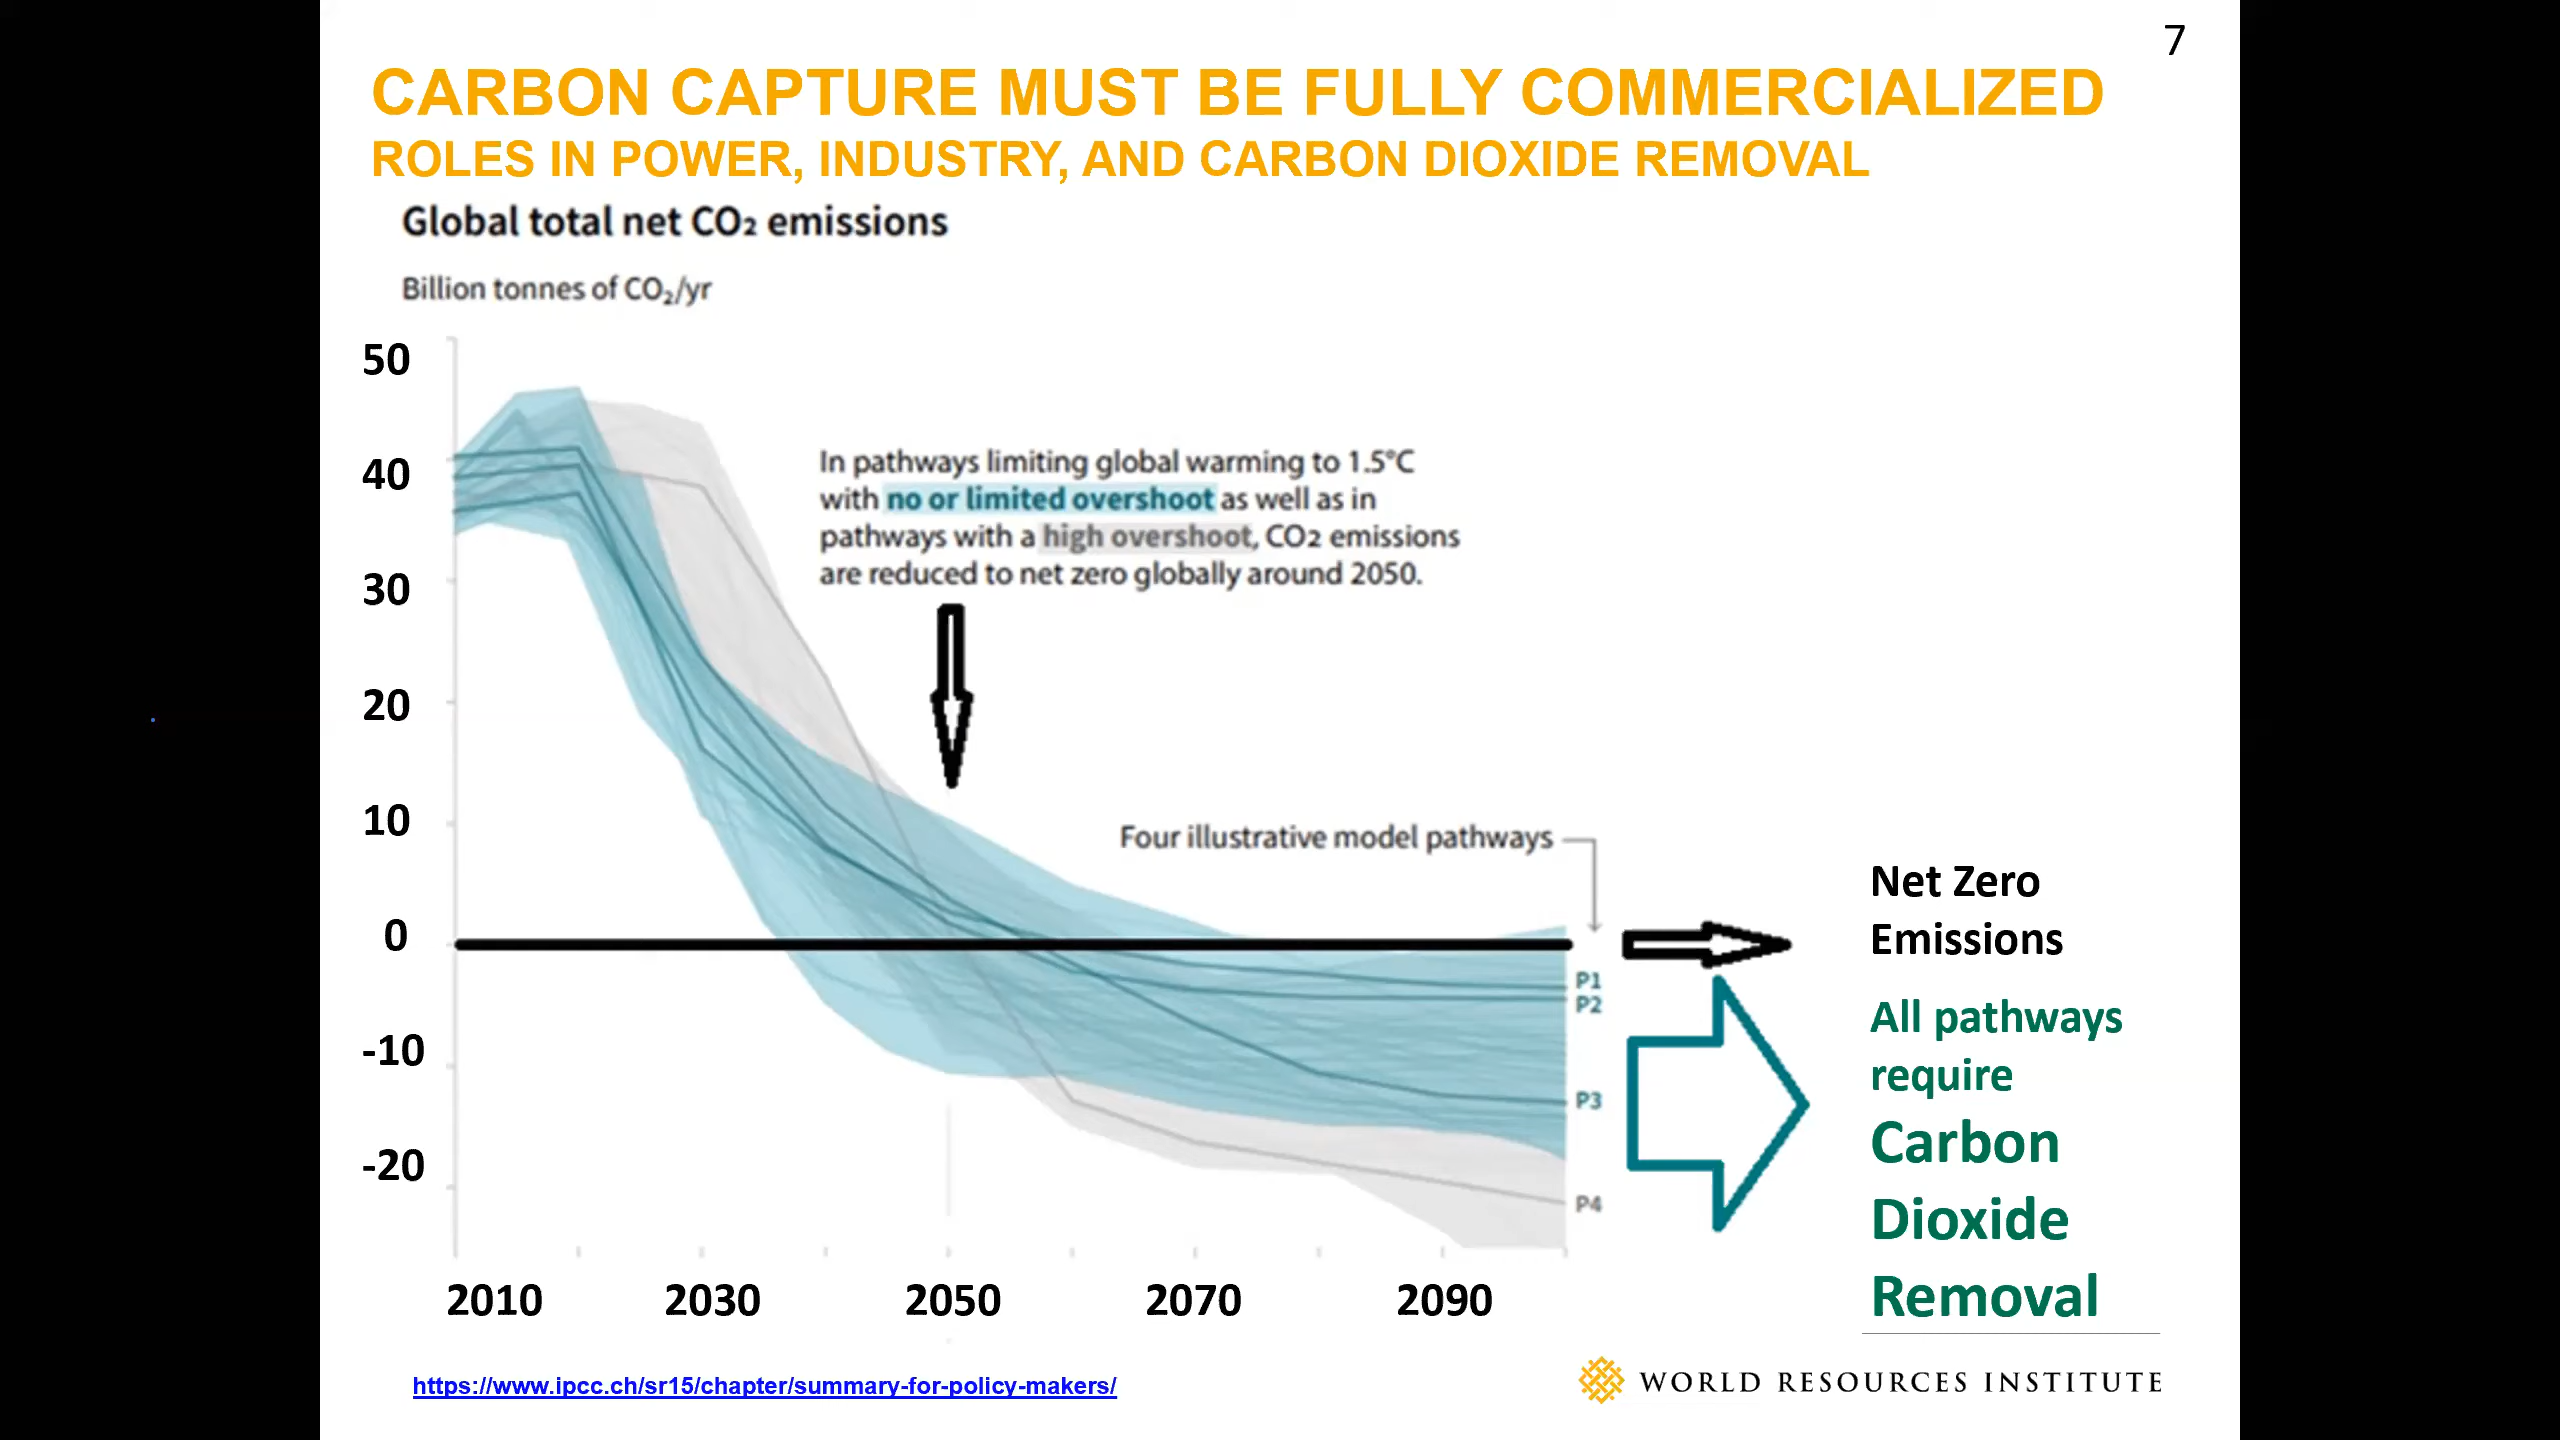 7
CARBON CAPTURE MUST BE FULLY COMMERCIALIZED
ROLES IN POWER, INDUSTRY, AND CARBON DIOXIDE REMOVAL
Global total net CO₂ emissions
Billion tonnes of CO₂/yr
50
40
30
20
10
0
-10
-20
In pathways limiting global warming to 1.5°C
with no or limited overshoot as well as in
pathways with a high overshoot, CO2 emissions
are reduced to net zero globally around 2050.
Four illustrative model pathways
P1
P2
P3
P4
Net Zero
Emissions
All pathways
require
Carbon
Dioxide
Removal
2010 2030 2050 2070 2090
https://www.ipcc.ch/sr15/chapter/summary-for-policy-makers/
WORLD RESOURCES INSTITUTE